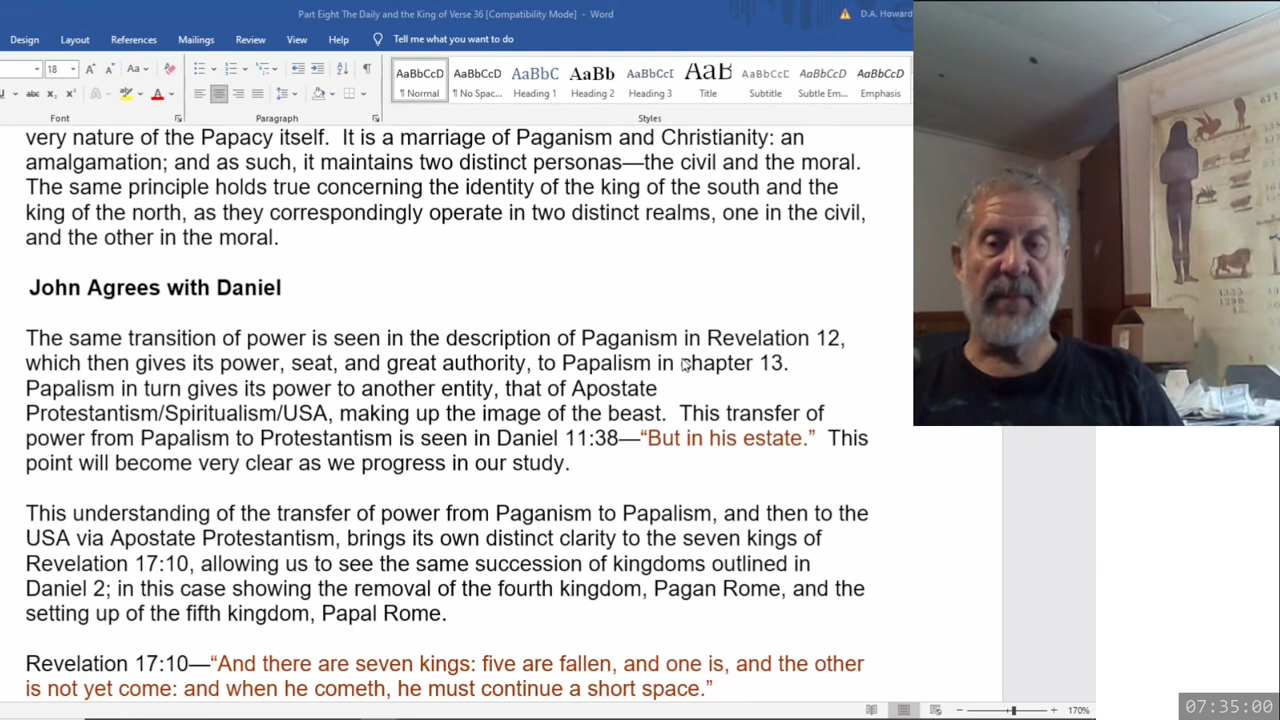 Part Eight The Daily and the King of Verse 36 [Compatibility Mode] - Word
D.A. Howard
Design Layout References Mailings Review View Help Tell me what you want to do
18 Aa
abc x₂ x²
AaBbCcD AaBbCcD AaBbC AaBb AaBbCcI AaB AaBbCcD AaBbCcD AaBbCcD
¶ Normal ¶ No Spac... Heading 1 Heading 2 Heading 3 Title Subtitle Subtle Em... Emphasis
Font Paragraph Styles
very nature of the Papacy itself. It is a marriage of Paganism and Christianity: an
amalgamation; and as such, it maintains two distinct personas—the civil and the moral.
The same principle holds true concerning the identity of the king of the south and the
king of the north, as they correspondingly operate in two distinct realms, one in the civil,
and the other in the moral.
John Agrees with Daniel
The same transition of power is seen in the description of Paganism in Revelation 12,
which then gives its power, seat, and great authority, to Papalism in chapter 13.
Papalism in turn gives its power to another entity, that of Apostate
Protestantism/Spiritualism/USA, making up the image of the beast. This transfer of
power from Papalism to Protestantism is seen in Daniel 11:38—“But in his estate.” This
point will become very clear as we progress in our study.
This understanding of the transfer of power from Paganism to Papalism, and then to the
USA via Apostate Protestantism, brings its own distinct clarity to the seven kings of
Revelation 17:10, allowing us to see the same succession of kingdoms outlined in
Daniel 2; in this case showing the removal of the fourth kingdom, Pagan Rome, and the
setting up of the fifth kingdom, Papal Rome.
Revelation 17:10—“And there are seven kings: five are fallen, and one is, and the other
is not yet come: and when he cometh, he must continue a short space.”
677
1335
1290
170%
07:35:00